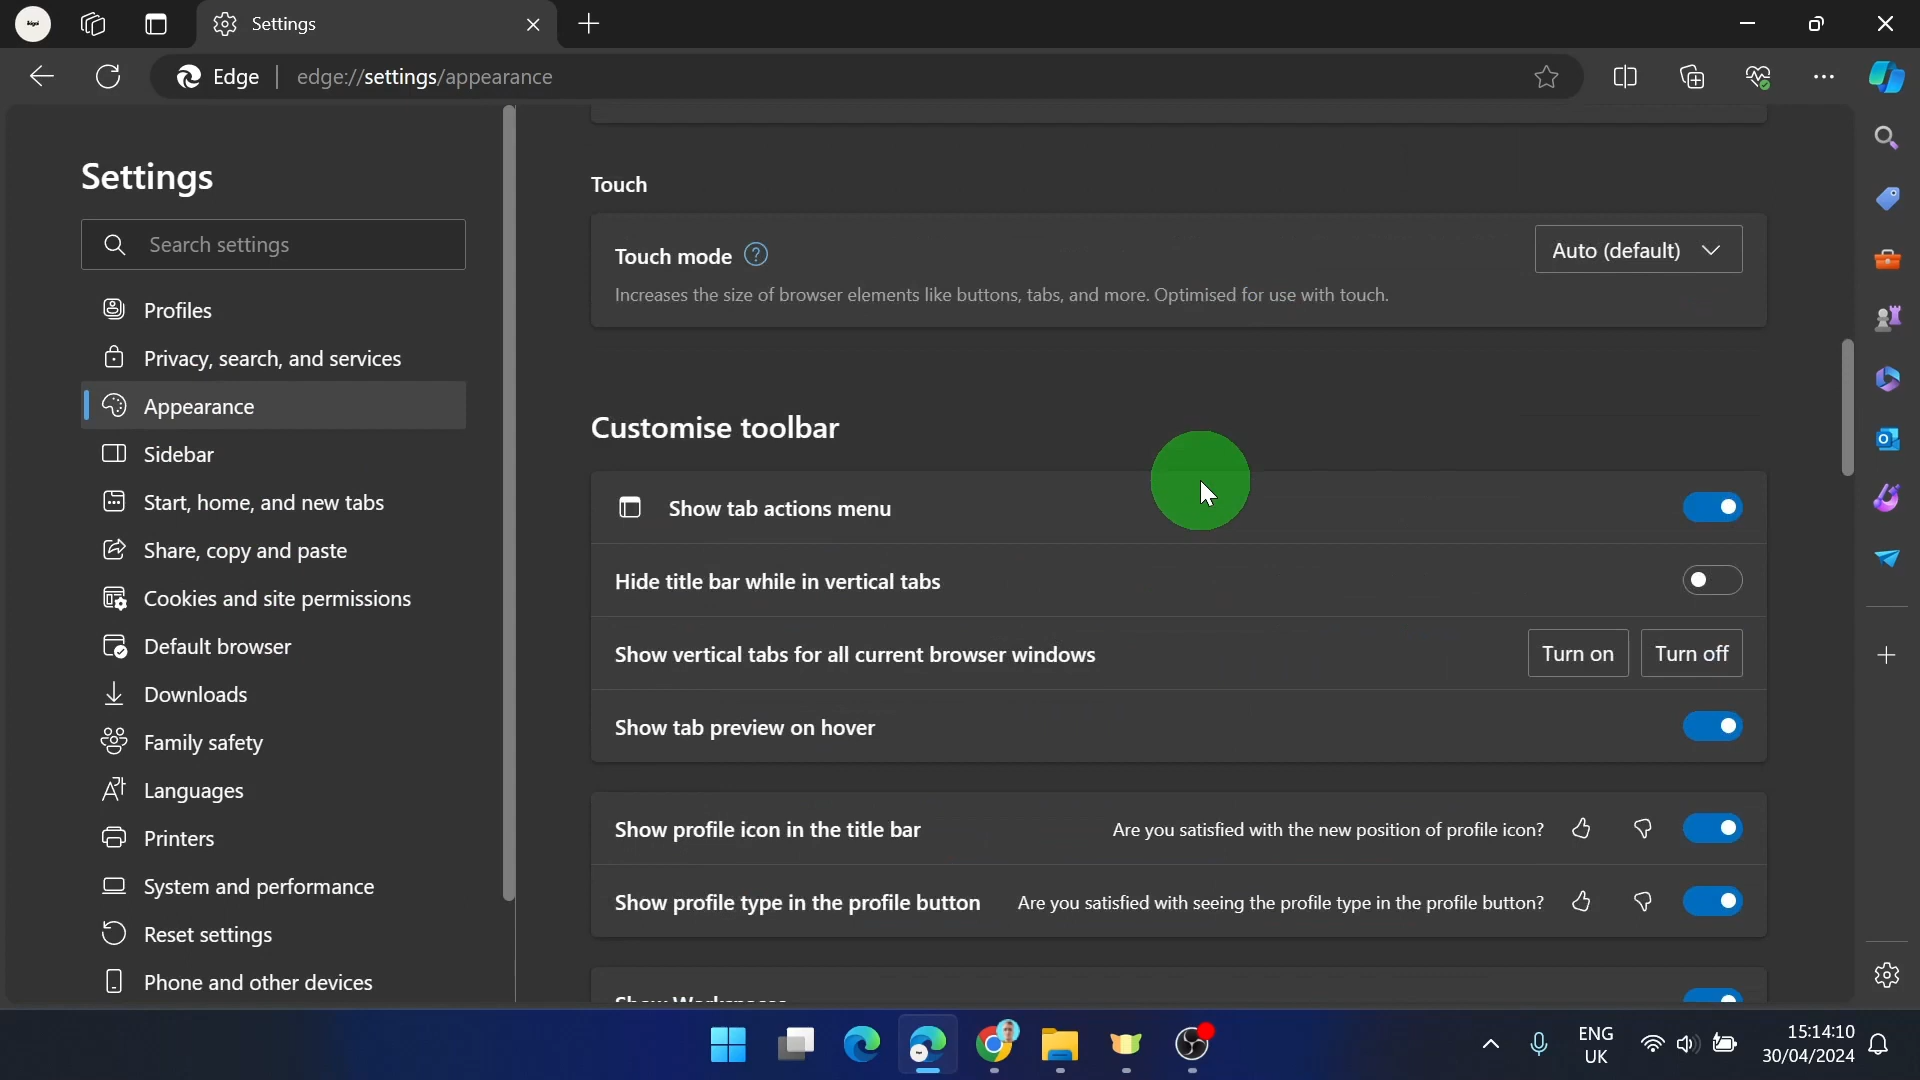 Settings
Edge
edge://settings/appearance
Settings
Search settings
Profiles
Privacy, search, and services
Appearance
Sidebar
Start, home, and new tabs
Share, copy and paste
Cookies and site permissions
Default browser
Downloads
Family safety
Languages
Printers
System and performance
Reset settings
Phone and other devices
Touch
Touch mode
Auto (default)
Increases the size of browser elements like buttons, tabs, and more. Optimised for use with touch.
Customise toolbar
Show tab actions menu
Hide title bar while in vertical tabs
Show vertical tabs for all current browser windows
Turn on
Turn off
Show tab preview on hover
Show profile icon in the title bar
Are you satisfied with the new position of profile icon?
Show profile type in the profile button
Are you satisfied with seeing the profile type in the profile button?
Show Workspaces
ENG
UK
15:14:10
30/04/2024